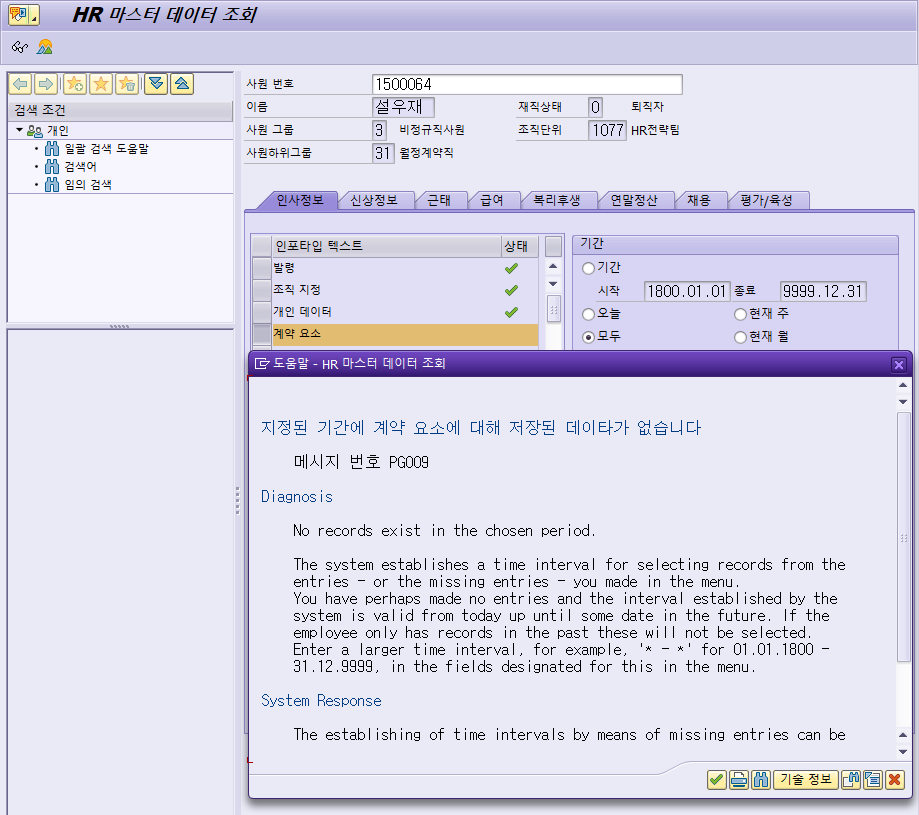 HR 마스터 데이터 조회
사원 번호 1500064
이름 설우재 재직상태 0 퇴직자
사원 그룹 3 비정규직사원 조직단위 1077 HR전략팀
사원하위그룹 31 월정계약직
검색 조건
개인
일괄 검색 도움말
검색어
임의 검색
인사정보 신상정보 근태 급여 복리후생 연말정산 채용 평가/육성
인포타입 텍스트 상태
발령
조직 지정
개인 데이터
계약 요소
기간
기간
시작 1800.01.01 종료 9999.12.31
오늘 현재 주
모두 현재 월
도움말 - HR 마스터 데이터 조회
지정된 기간에 계약 요소에 대해 저장된 데이타가 없습니다
메시지 번호 PG009
Diagnosis
No records exist in the chosen period.
The system establishes a time interval for selecting records from the
entries - or the missing entries - you made in the menu.
You have perhaps made no entries and the interval established by the
system is valid from today up until some date in the future. If the
employee only has records in the past these will not be selected.
Enter a larger time interval, for example, '* - *' for 01.01.1800 -
31.12.9999, in the fields designated for this in the menu.
System Response
The establishing of time intervals by means of missing entries can be
기술 정보